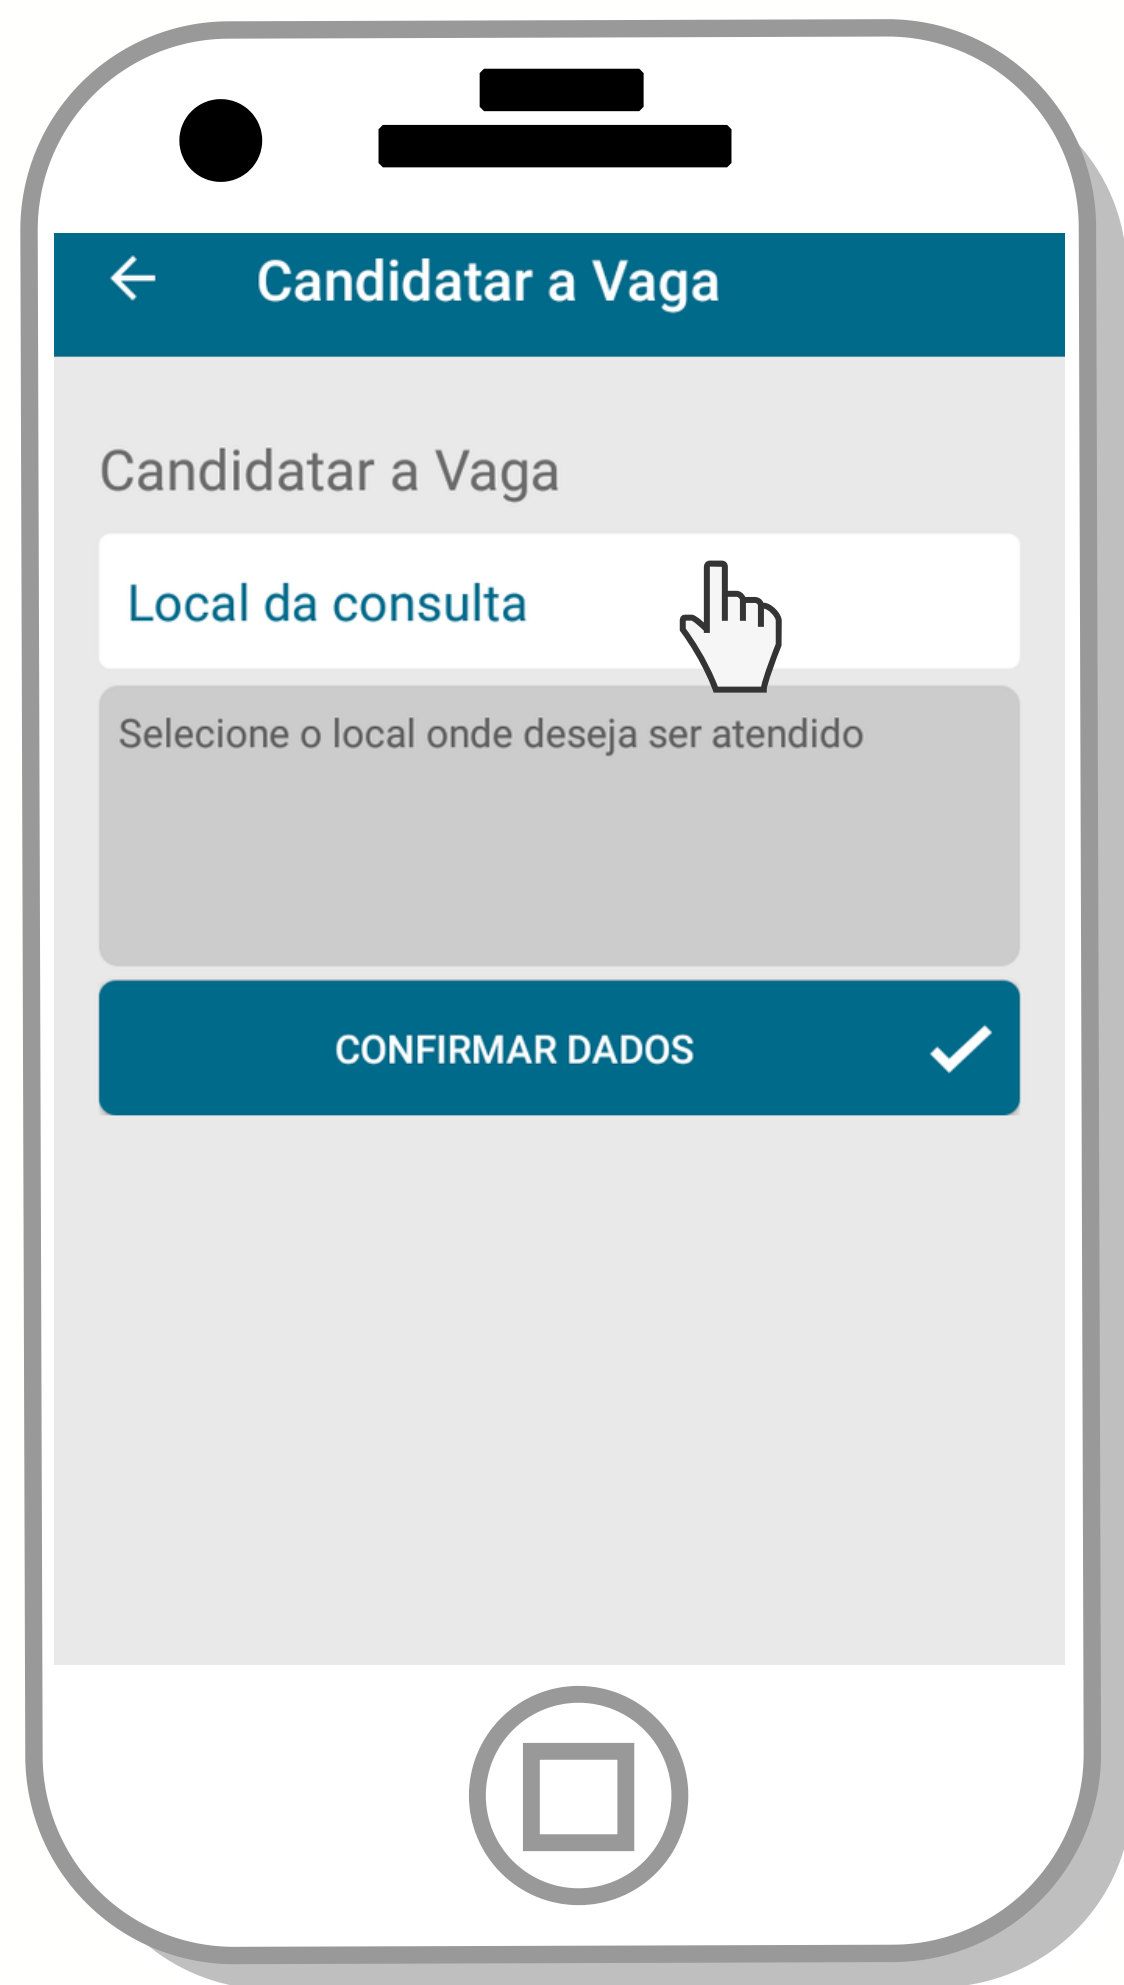 Candidatar a Vaga
Candidatar a Vaga
Local da consulta
Selecione o local onde deseja ser atendido
CONFIRMAR DADOS